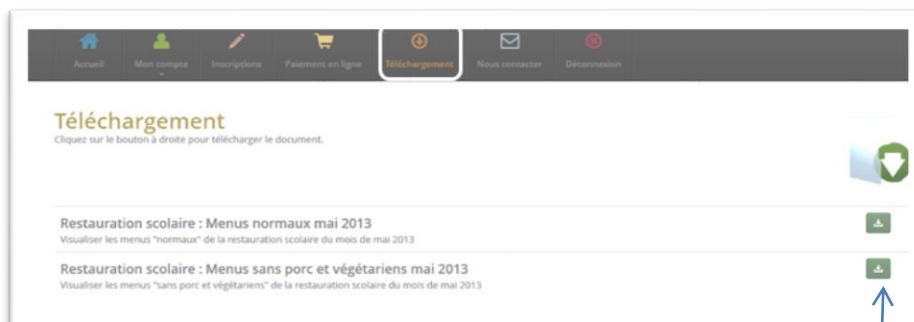 Accueil Mon compte Inscriptions Paiement en ligne Téléchargement Nous contacter Déconnexion
Téléchargement
Cliquez sur le bouton à droite pour télécharger le document.
Restauration scolaire : Menus normaux mai 2013
Visualiser les menus "normaux" de la restauration scolaire du mois de mai 2013
Restauration scolaire : Menus sans porc et végétariens mai 2013
Visualiser les menus "sans porc et végétariens" de la restauration scolaire du mois de mai 2013